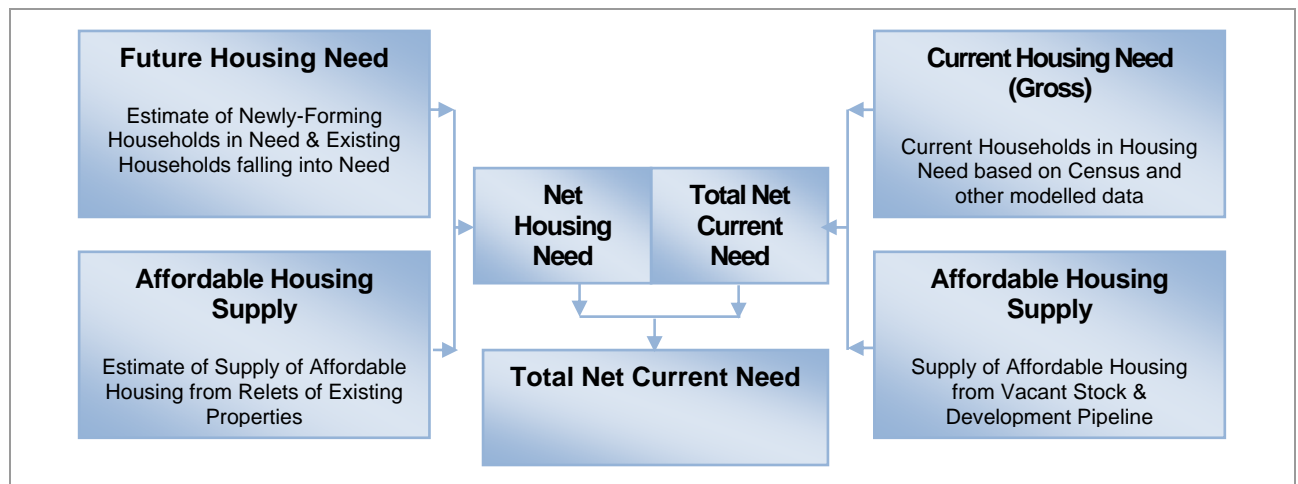 Future Housing Need
Estimate of Newly-Forming
Households in Need & Existing
Households falling into Need
Affordable Housing
Supply
Estimate of Supply of Affordable
Housing from Relets of Existing
Properties
Net
Housing
Need
Total Net
Current
Need
Total Net Current Need
Current Housing Need
(Gross)
Current Households in Housing
Need based on Census and
other modelled data
Affordable Housing
Supply
Supply of Affordable Housing
from Vacant Stock &
Development Pipeline